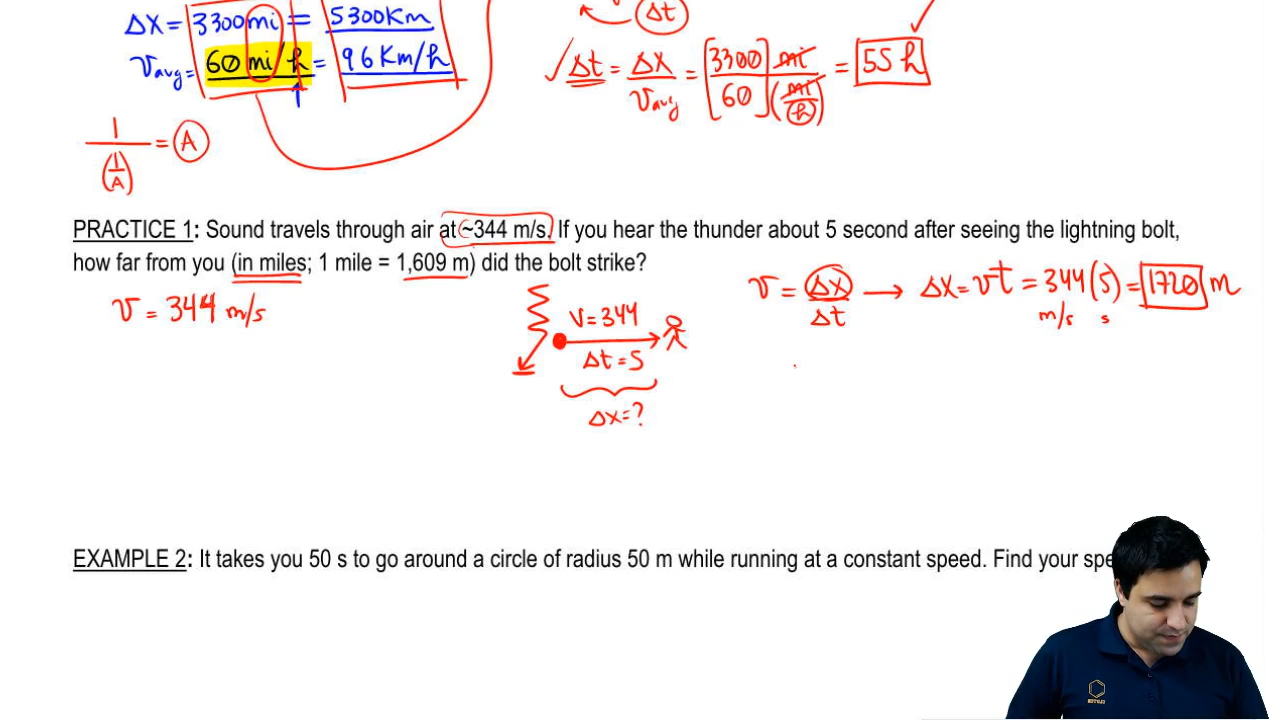 Δx = 3300 mi = 5300 Km
v avg = 60 mi/h = 96 Km/h
Δt
✓ Δt = Δx / v avg = [3300 / 60] mi / (mi/h) = 55 h
1 / (1/A) = A
PRACTICE 1: Sound travels through air at ~344 m/s. If you hear the thunder about 5 second after seeing the lightning bolt,
how far from you (in miles; 1 mile = 1,609 m) did the bolt strike?
v = 344 m/s
v = Δx / Δt → Δx = vt = 344 (5) = 1720 m
m/s s
V = 344
Δt = 5
Δx = ?
EXAMPLE 2: It takes you 50 s to go around a circle of radius 50 m while running at a constant speed. Find your spe